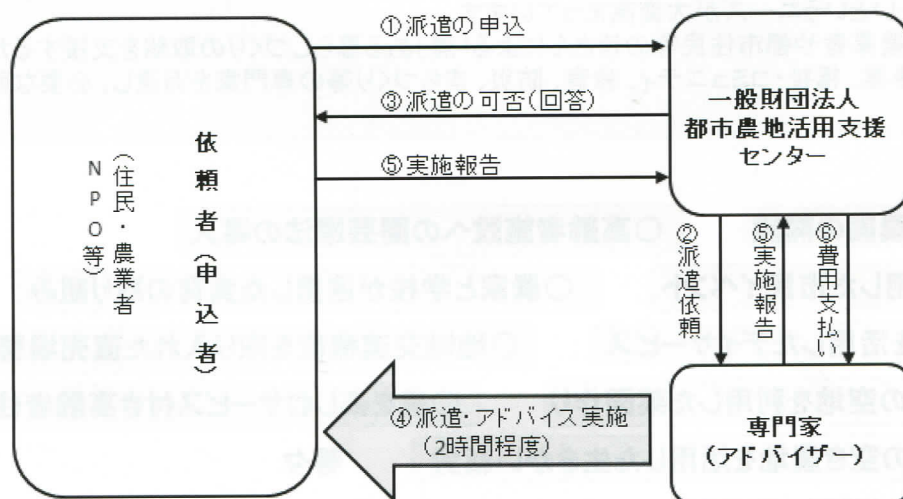 ①派遣の申込
③派遣の可否(回答)
⑤実施報告
依頼者(申込者)
(住民・農業者
NPO等)
一般財団法人
都市農地活用支援
センター
②派遣依頼
⑤実施報告
⑥費用支払い
④派遣・アドバイス実施
(2時間程度)
専門家
(アドバイザー)